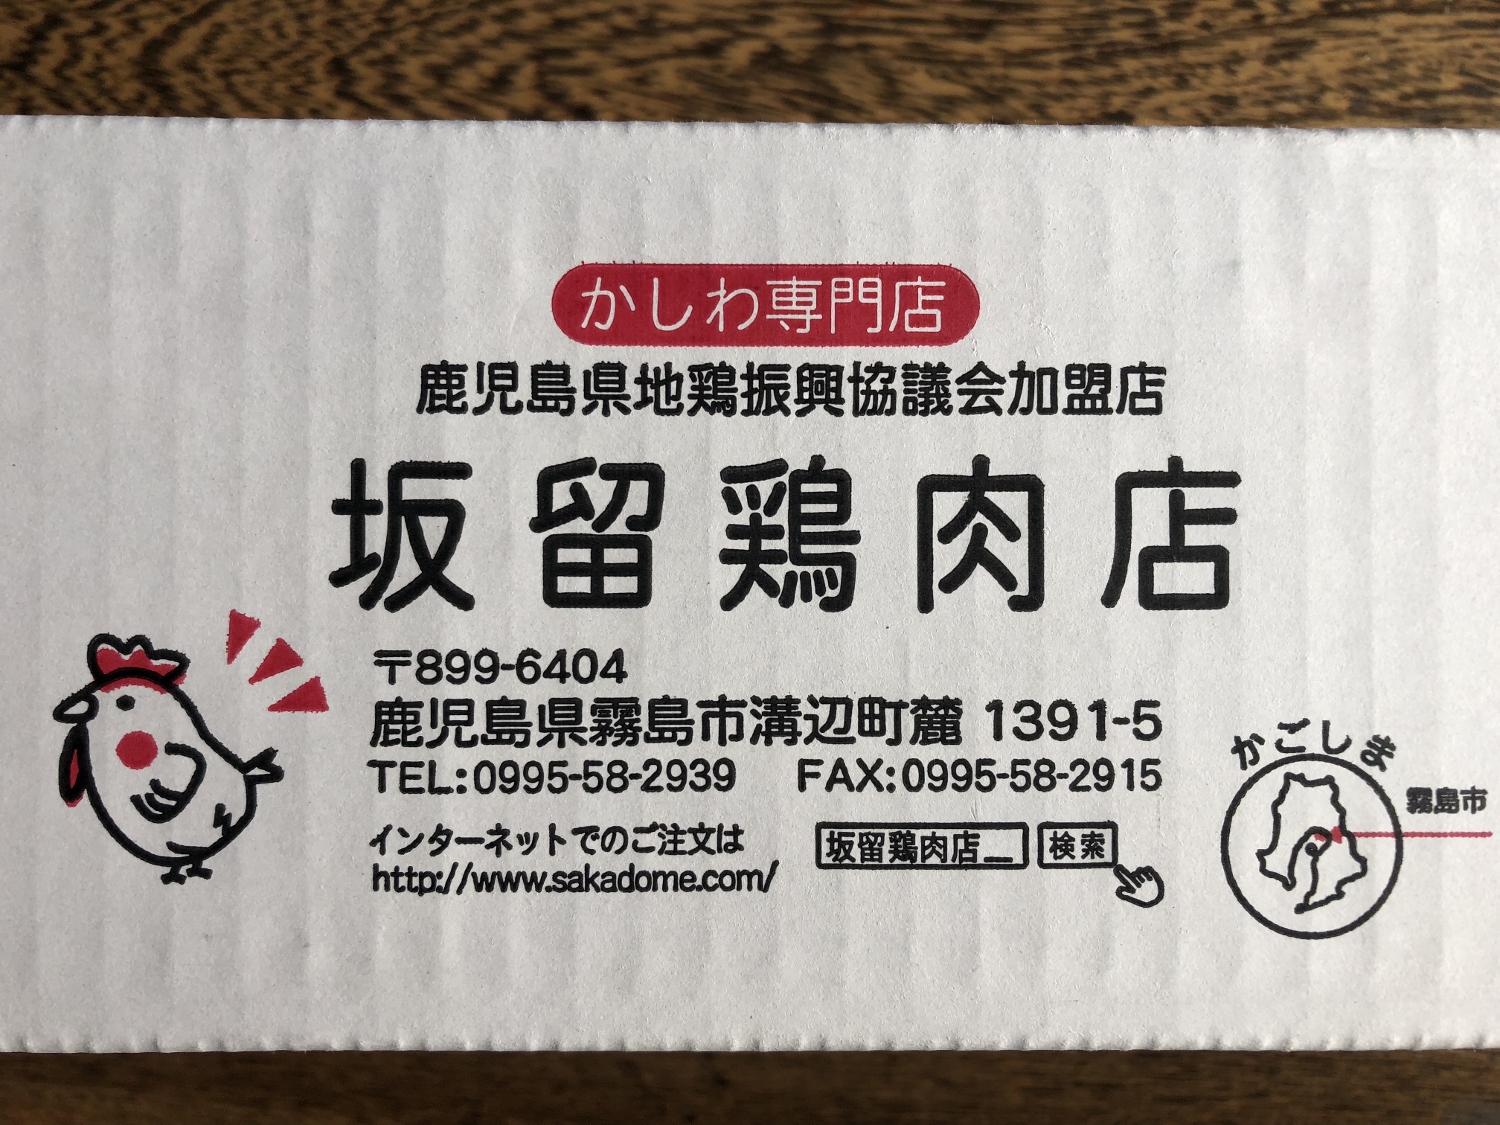 かしわ専門店
鹿児島県地鶏振興協議会加盟店
坂留鶏肉店
〒899-6404
鹿児島県霧島市溝辺町麓 1391-5
TEL:0995-58-2939 FAX:0995-58-2915
インターネットでのご注文は
http://www.sakadome.com/
坂留鶏肉店_ 検索
かごしま
霧島市